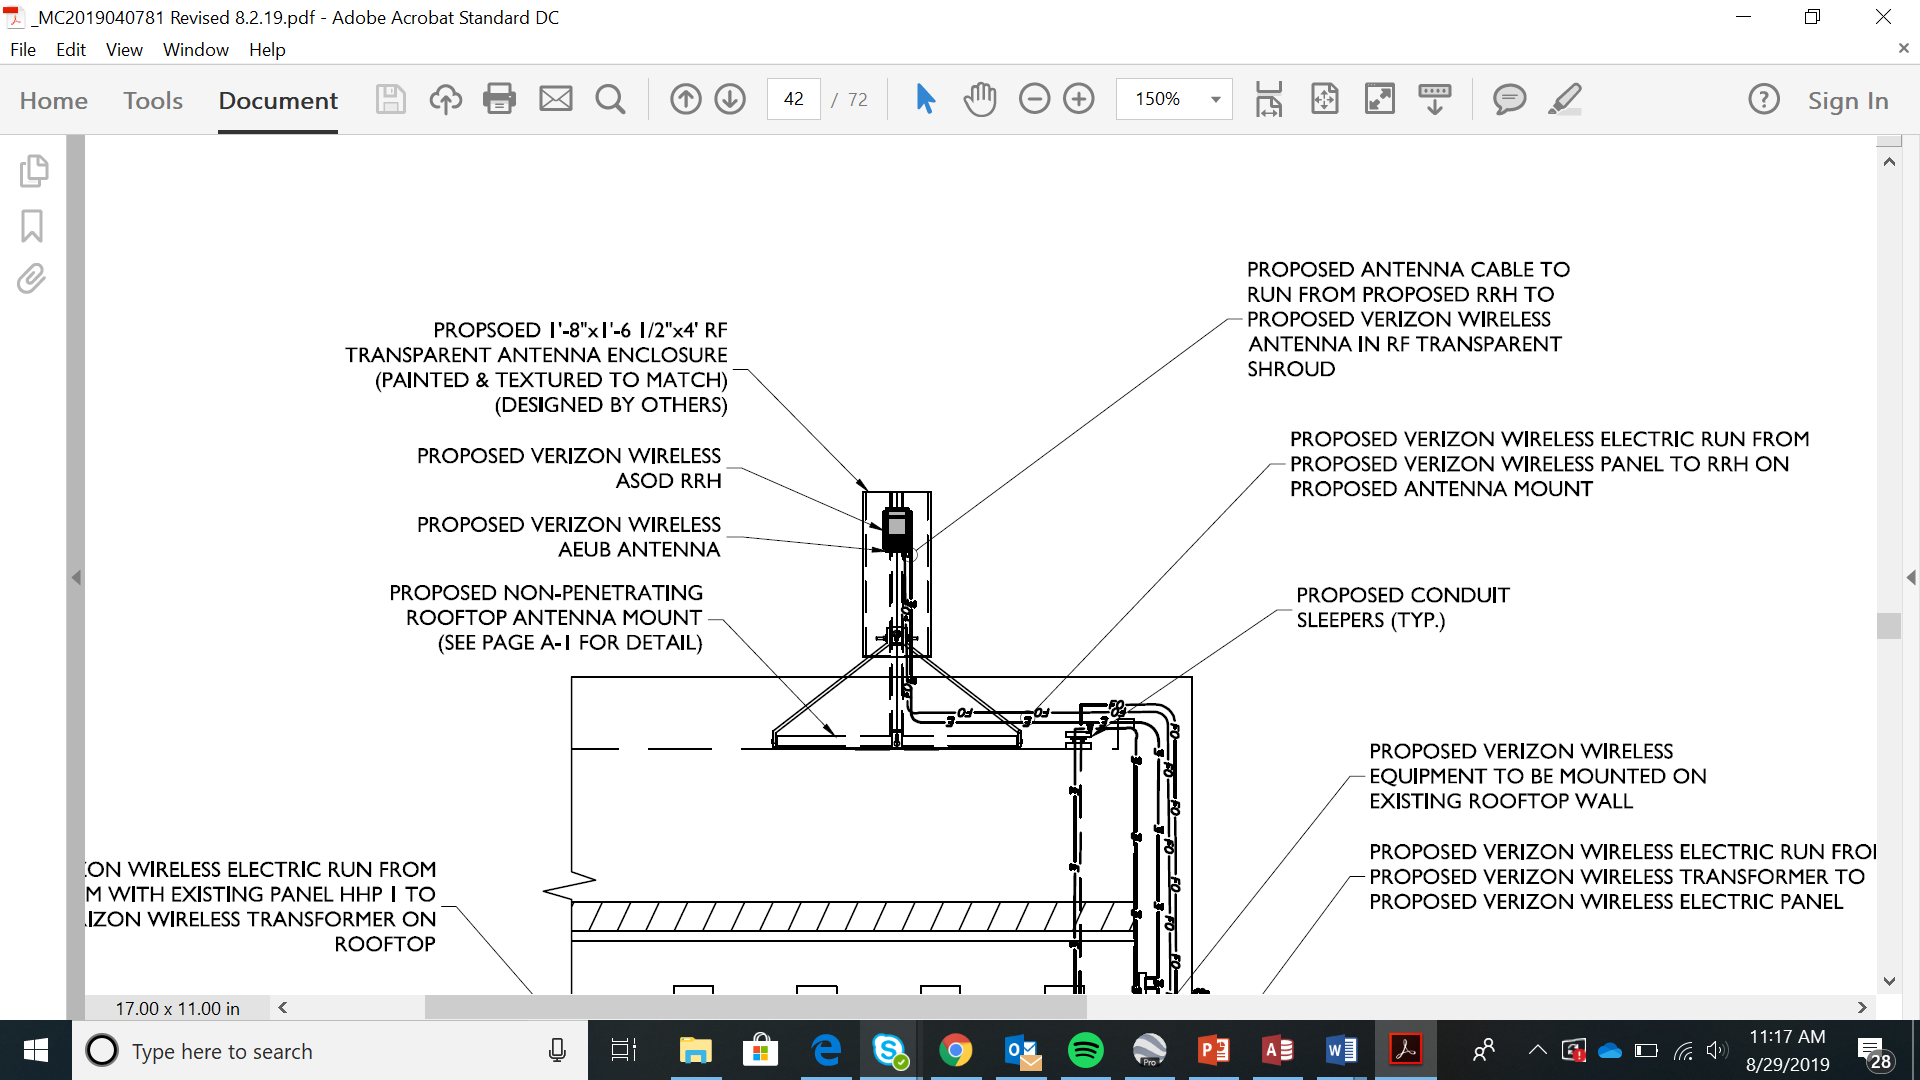 _MC2019040781 Revised 8.2.19.pdf - Adobe Acrobat Standard DC
File Edit View Window Help
Home Tools Document 42 / 72 150% Sign In
PROPOSED ANTENNA CABLE TO
RUN FROM PROPOSED RRH TO
PROPOSED VERIZON WIRELESS
ANTENNA IN RF TRANSPARENT
SHROUD
PROPSOED 1'-8"x1'-6 1/2"x4' RF
TRANSPARENT ANTENNA ENCLOSURE
(PAINTED & TEXTURED TO MATCH)
(DESIGNED BY OTHERS)
PROPOSED VERIZON WIRELESS ELECTRIC RUN FROM
PROPOSED VERIZON WIRELESS PANEL TO RRH ON
PROPOSED ANTENNA MOUNT
PROPOSED VERIZON WIRELESS
ASOD RRH
PROPOSED VERIZON WIRELESS
AEUB ANTENNA
PROPOSED NON-PENETRATING
ROOFTOP ANTENNA MOUNT
(SEE PAGE A-1 FOR DETAIL)
PROPOSED CONDUIT
SLEEPERS (TYP.)
PROPOSED VERIZON WIRELESS
EQUIPMENT TO BE MOUNTED ON
EXISTING ROOFTOP WALL
PROPOSED VERIZON WIRELESS ELECTRIC RUN FRO
PROPOSED VERIZON WIRELESS TRANSFORMER TO
PROPOSED VERIZON WIRELESS ELECTRIC PANEL
ZON WIRELESS ELECTRIC RUN FROM
M WITH EXISTING PANEL HHP 1 TO
RIZON WIRELESS TRANSFORMER ON
ROOFTOP
FO E FO E FO FO E
17.00 x 11.00 in
Type here to search
11:17 AM
8/29/2019
28